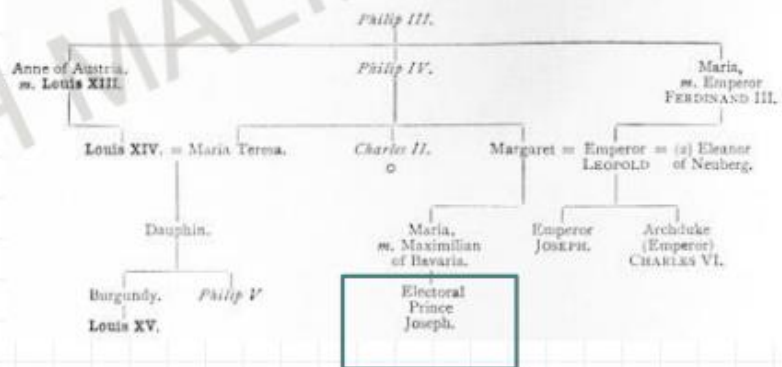 Philip III.
Anne of Austria. Philip IV. Maria,
m. Louis XIII. m. Emperor
FERDINAND III.
Louis XIV. = Maria Teresa. Charles II. Margaret = Emperor = (2) Eleanor
LEOPOLD of Neuberg.
Dauphin. Maria, Emperor Archduke
m. Maximilian JOSEPH. (Emperor)
of Bavaria. CHARLES VI.
Burgundy. Philip V Electoral
Prince
Louis XV. Joseph.